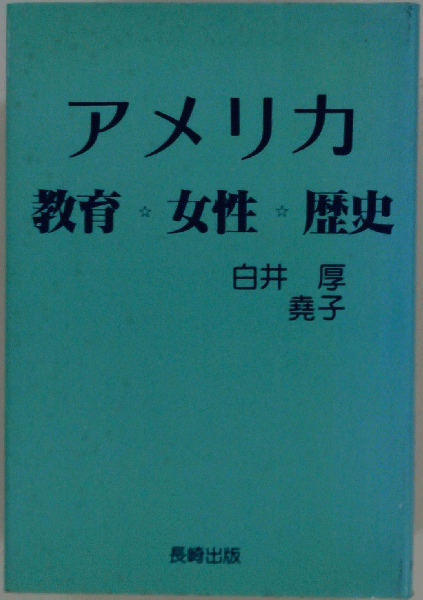 アメリカ
教育☆女性☆歴史
白井 厚
堯子
長崎出版